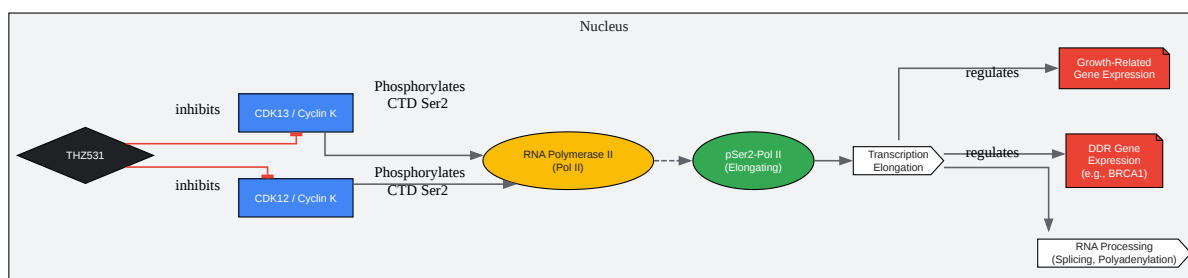 Nucleus
THZ531
inhibits
CDK13 / Cyclin K
Phosphorylates
CTD Ser2
inhibits
CDK12 / Cyclin K
Phosphorylates
CTD Ser2
RNA Polymerase II
(Pol II)
pSer2-Pol II
(Elongating)
Transcription
Elongation
regulates
Growth-Related
Gene Expression
regulates
DDR Gene
Expression
(e.g., BRCA1)
RNA Processing
(Splicing, Polyadenylation)